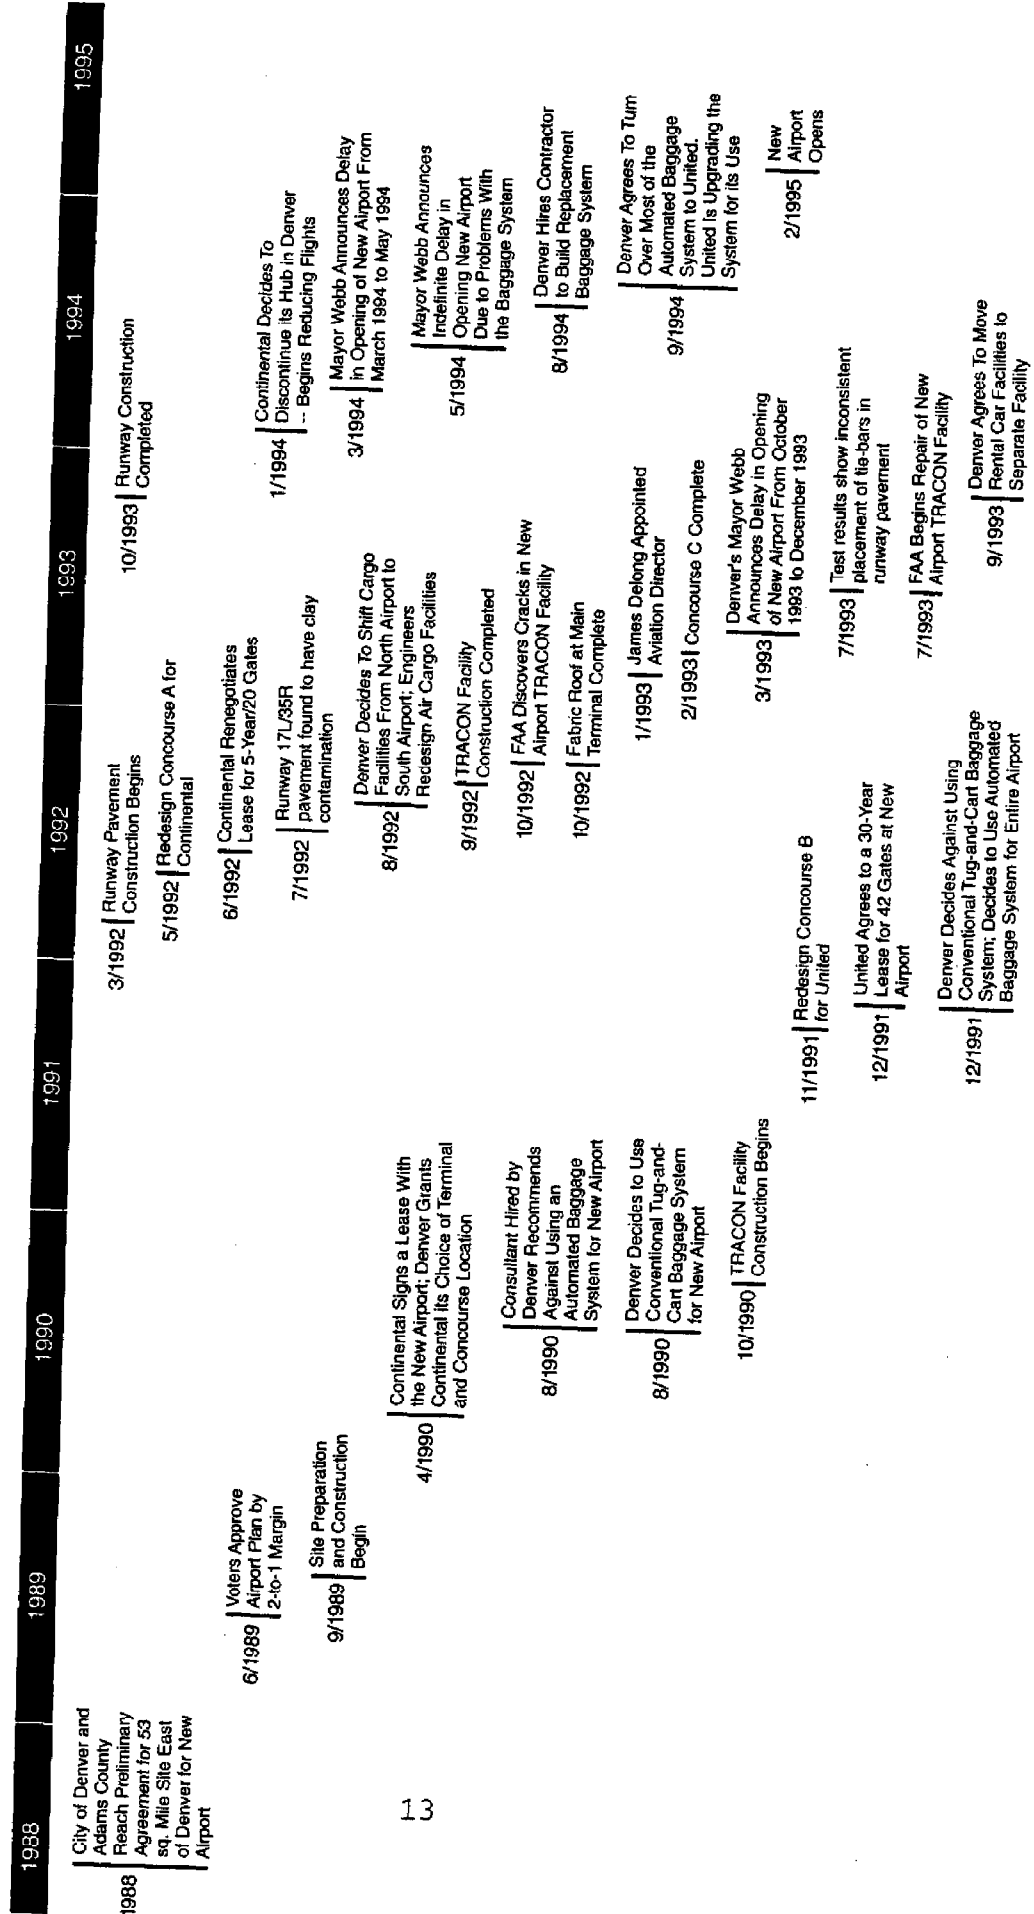 1988
1989
1990
1991
1992
1993
1994
1995
1988
City of Denver and
Adams County
Reach Preliminary
Agreement for 53
sq. Mile Site East
of Denver for New
Airport
6/1989
Voters Approve
Airport Plan by
2-to-1 Margin
9/1989
Site Preparation
and Construction
Begin
4/1990
Continental Signs a Lease With
the New Airport; Denver Grants
Continental its Choice of Terminal
and Concourse Location
8/1990
Consultant Hired by
Denver Recommends
Against Using an
Automated Baggage
System for New Airport
8/1990
Denver Decides to Use
Conventional Tug-and-
Cart Baggage System
for New Airport
10/1990
TRACON Facility
Construction Begins
11/1991
Redesign Concourse B
for United
12/1991
United Agrees to a 30-Year
Lease for 42 Gates at New
Airport
12/1991
Denver Decides Against Using
Conventional Tug-and-Cart Baggage
System; Decides to Use Automated
Baggage System for Entire Airport
3/1992
Runway Pavement
Construction Begins
5/1992
Redesign Concourse A for
Continental
6/1992
Continental Renegotiates
Lease for 5-Year/20 Gates
7/1992
Runway 17L/35R
pavement found to have clay
contamination
8/1992
Denver Decides To Shift Cargo
Facilities From North Airport to
South Airport; Engineers
Redesign Air Cargo Facilities
9/1992
TRACON Facility
Construction Completed
10/1992
FAA Discovers Cracks in New
Airport TRACON Facility
10/1992
Fabric Roof at Main
Terminal Complete
1/1993
James Delong Appointed
Aviation Director
2/1993
Concourse C Complete
3/1993
Denver's Mayor Webb
Announces Delay in Opening
of New Airport From October
1993 to December 1993
7/1993
Test results show inconsistent
placement of tie-bars in
runway pavement
7/1993
FAA Begins Repair of New
Airport TRACON Facility
9/1993
Denver Agrees To Move
Rental Car Facilities to
Separate Facility
10/1993
Runway Construction
Completed
1/1994
Continental Decides To
Discontinue its Hub in Denver
-- Begins Reducing Flights
3/1994
Mayor Webb Announces Delay
in Opening of New Airport From
March 1994 to May 1994
5/1994
Mayor Webb Announces
Indefinite Delay in
Opening New Airport
Due to Problems With
the Baggage System
8/1994
Denver Hires Contractor
to Build Replacement
Baggage System
9/1994
Denver Agrees To Turn
Over Most of the
Automated Baggage
System to United.
United Is Upgrading the
System for its Use
2/1995
New
Airport
Opens
13